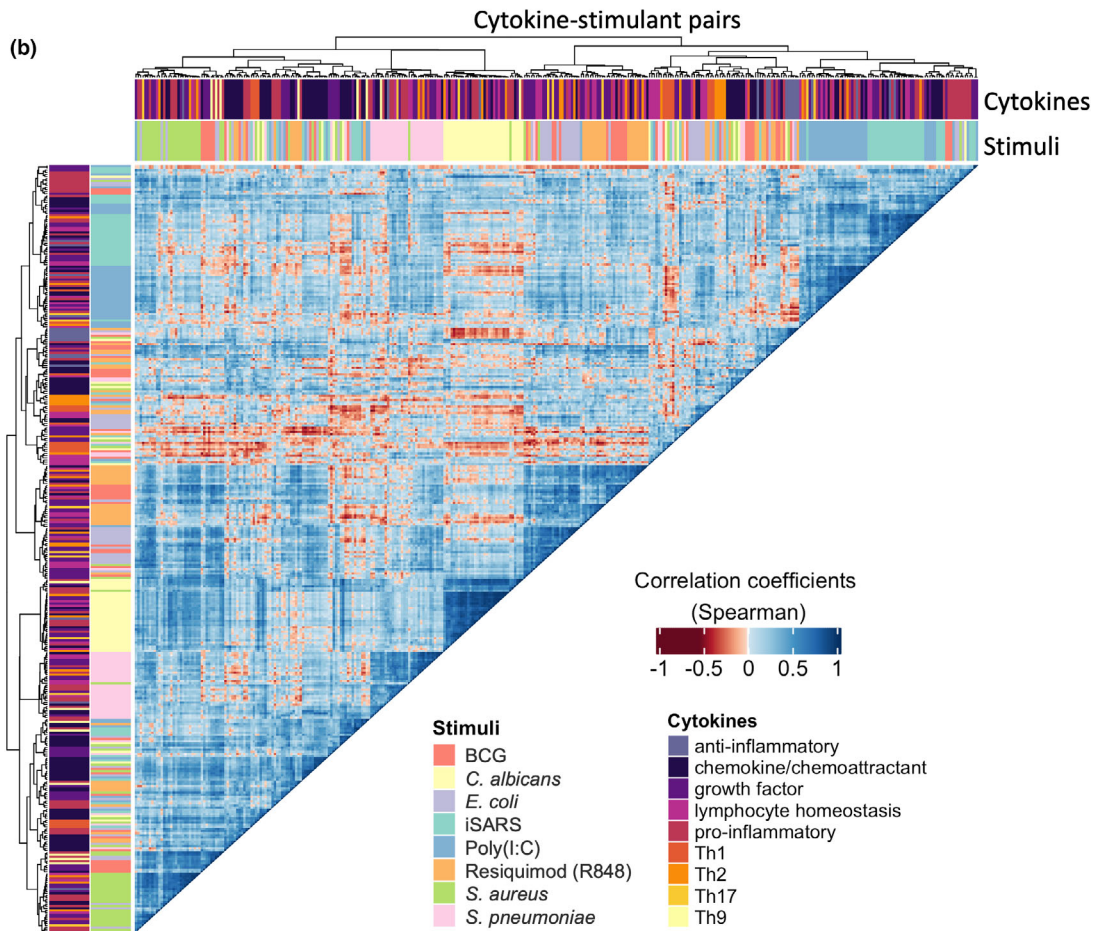 Cytokine-stimulant pairs
(b)
Cytokines
Stimuli
Correlation coefficients
(Spearman)
-1 -0.5 0 0.5 1
Stimuli
BCG
C. albicans
E. coli
iSARS
Poly(I:C)
Resiquimod (R848)
S. aureus
S. pneumoniae
Cytokines
anti-inflammatory
chemokine/chemoattractant
growth factor
lymphocyte homeostasis
pro-inflammatory
Th1
Th2
Th17
Th9